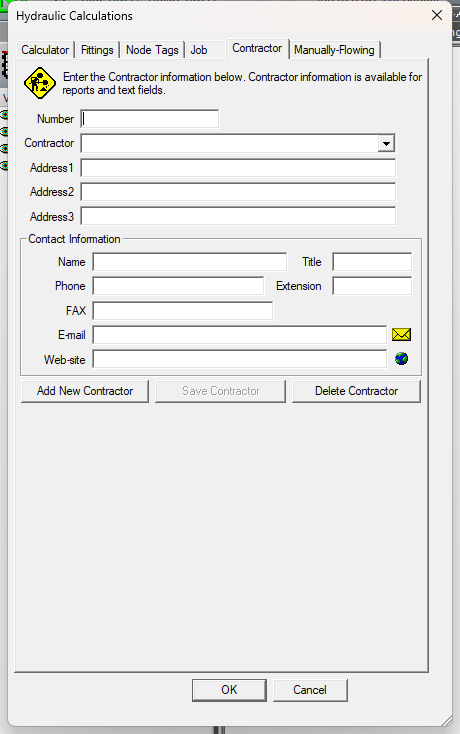 Hydraulic Calculations
Calculator Fittings Node Tags Job Contractor Manually-Flowing
Enter the Contractor information below. Contractor information is available for
reports and text fields.
Number
Contractor
Address1
Address2
Address3
Contact Information
Name Title
Phone Extension
FAX
E-mail
Web-site
Add New Contractor Save Contractor Delete Contractor
OK Cancel